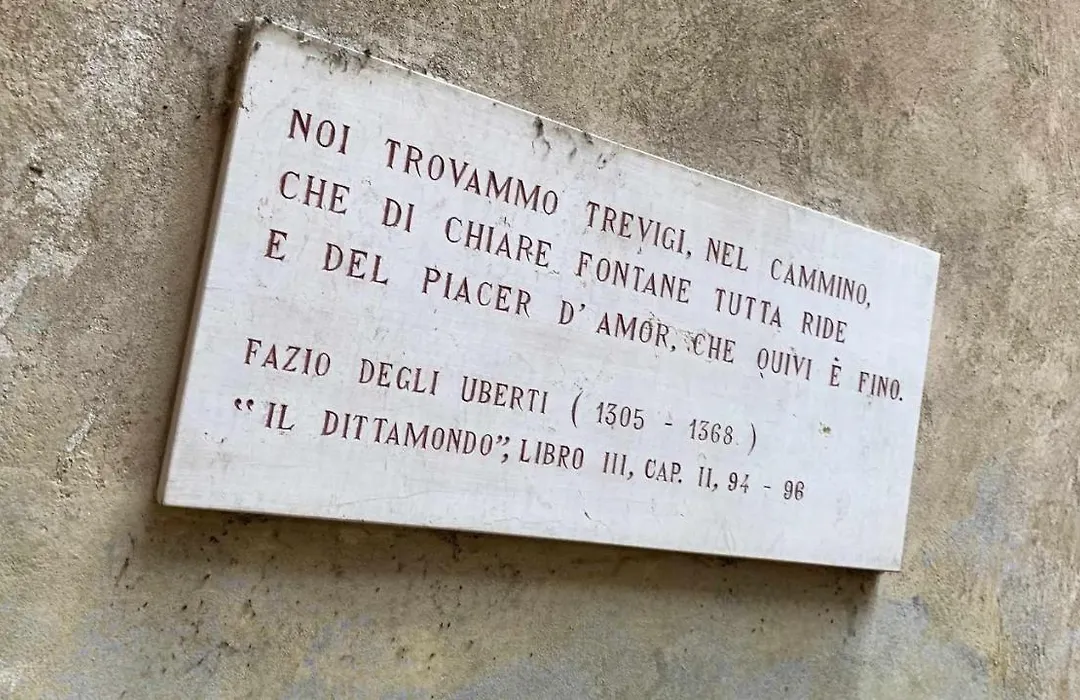 NOI TROVAMMO TREVIGI, NEL CAMMINO,
CHE DI CHIARE FONTANE TUTTA RIDE
E DEL PIACER D' AMOR, CHE QUIVI È FINO.
FAZIO DEGLI UBERTI ( 1305 - 1368 )
“IL DITTAMONDO”, LIBRO III, CAP. II, 94 - 96